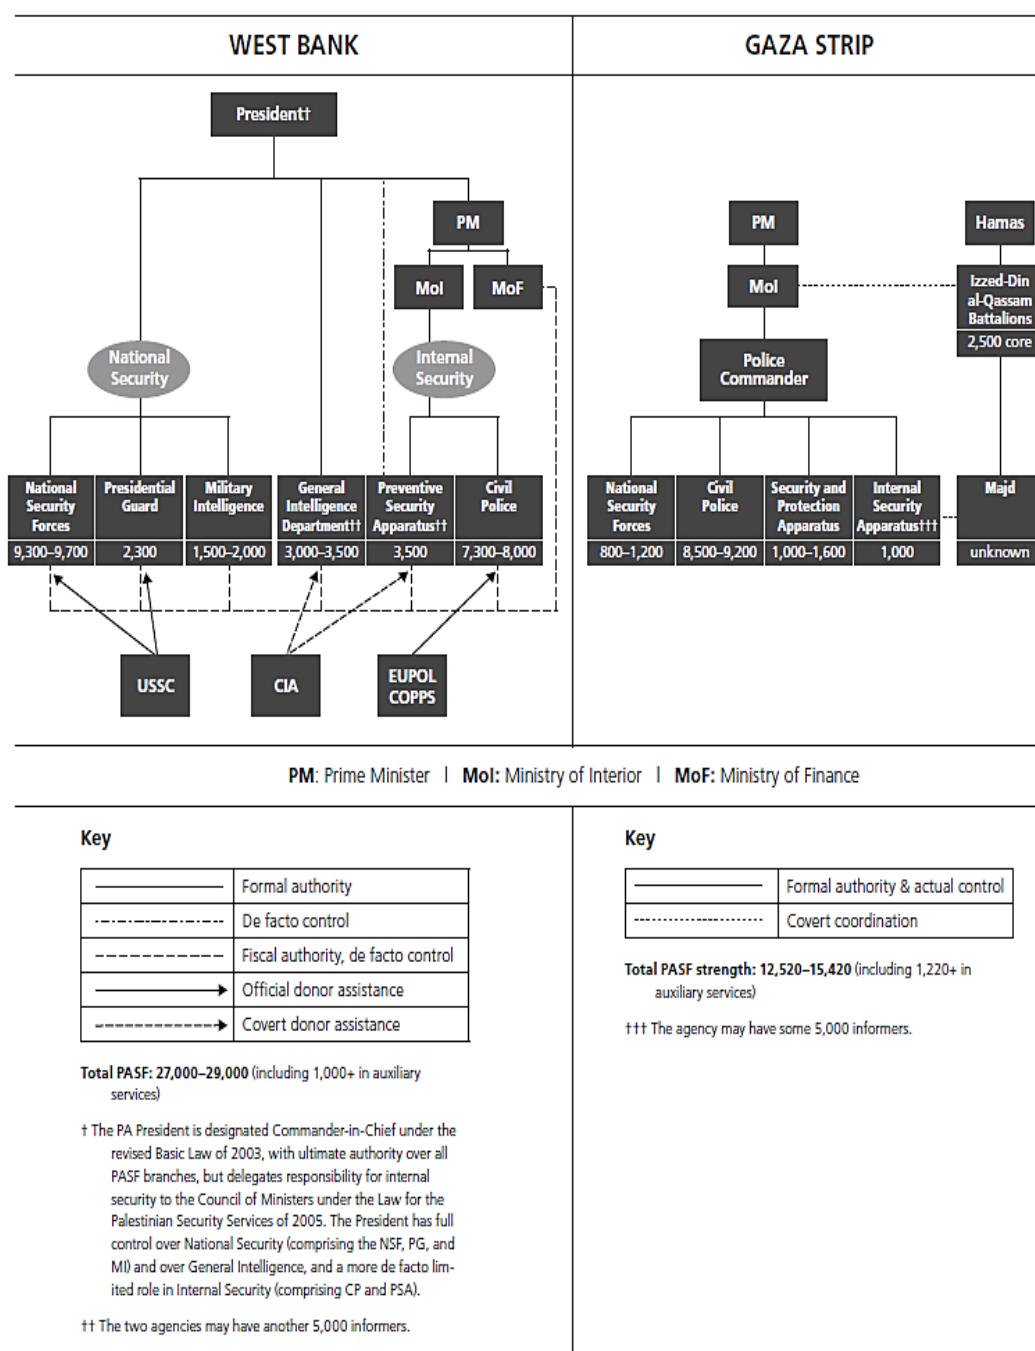 WEST BANK
GAZA STRIP
President†
PM
MoI
MoF
National
Security
Internal
Security
National
Security
Forces
9,300–9,700
Presidential
Guard
2,300
Military
Intelligence
1,500–2,000
General
Intelligence
Department††
3,000–3,500
Preventive
Security
Apparatus††
3,500
Civil
Police
7,300–8,000
USSC
CIA
EUPOL
COPPS
PM
MoI
Police
Commander
National
Security
Forces
800–1,200
Civil
Police
8,500–9,200
Security and
Protection
Apparatus
1,000–1,600
Internal
Security
Apparatus†††
1,000
Hamas
Izzed-Din
al-Qassam
Battalions
2,500 core
Majd
unknown
PM: Prime Minister | MoI: Ministry of Interior | MoF: Ministry of Finance
Key
Formal authority
De facto control
Fiscal authority, de facto control
Official donor assistance
Covert donor assistance
Total PASF: 27,000–29,000 (including 1,000+ in auxiliary
services)
† The PA President is designated Commander-in-Chief under the
revised Basic Law of 2003, with ultimate authority over all
PASF branches, but delegates responsibility for internal
security to the Council of Ministers under the Law for the
Palestinian Security Services of 2005. The President has full
control over National Security (comprising the NSF, PG, and
MI) and over General Intelligence, and a more de facto lim-
ited role in Internal Security (comprising CP and PSA).
†† The two agencies may have another 5,000 informers.
Key
Formal authority & actual control
Covert coordination
Total PASF strength: 12,520–15,420 (including 1,220+ in
auxiliary services)
††† The agency may have some 5,000 informers.